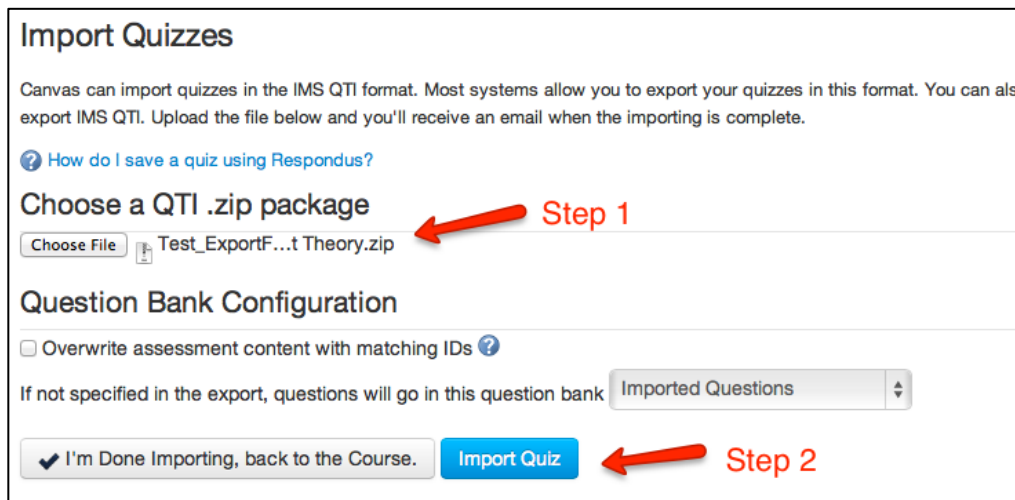 Import Quizzes
Canvas can import quizzes in the IMS QTI format. Most systems allow you to export your quizzes in this format. You can als
export IMS QTI. Upload the file below and you'll receive an email when the importing is complete.
? How do I save a quiz using Respondus?
Choose a QTI .zip package
Step 1
Choose File Test_ExportF...t Theory.zip
Question Bank Configuration
Overwrite assessment content with matching IDs ?
If not specified in the export, questions will go in this question bank Imported Questions
✔ I'm Done Importing, back to the Course. Import Quiz Step 2